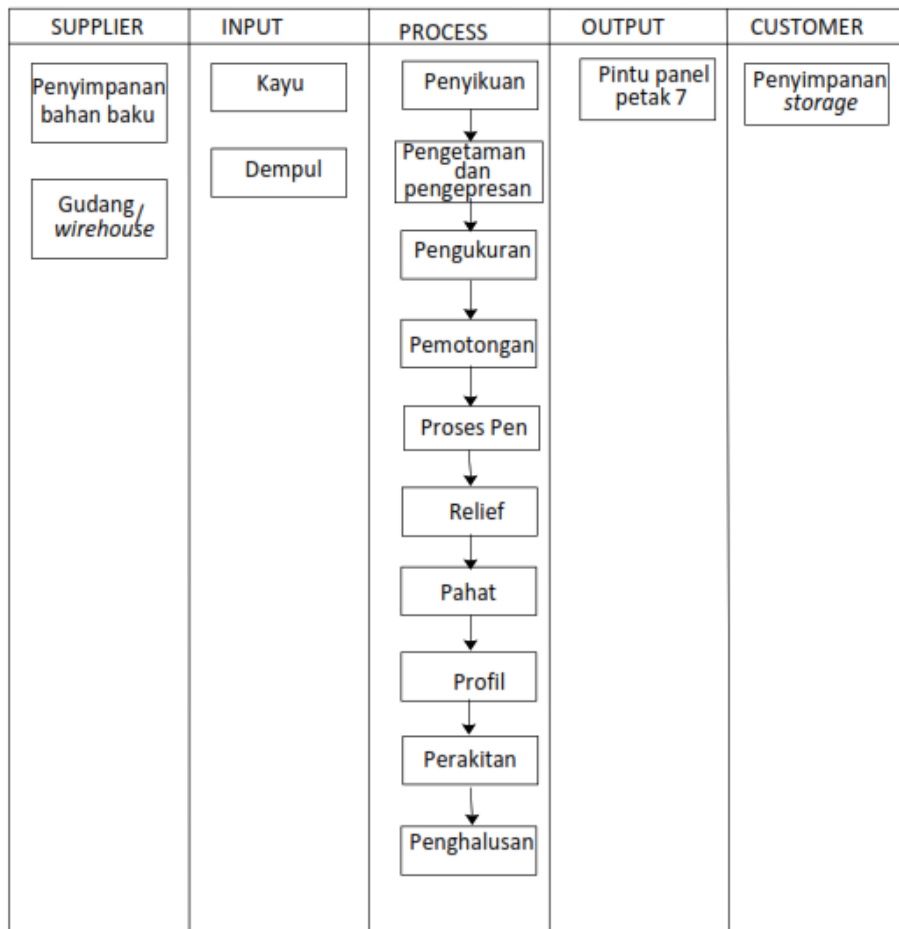 SUPPLIER
INPUT
PROCESS
OUTPUT
CUSTOMER
Penyimpanan
bahan baku
Gudang/
wirehouse
Kayu
Dempul
Penyikuan
Pengetaman
dan
pengepresan
Pengukuran
Pemotongan
Proses Pen
Relief
Pahat
Profil
Perakitan
Penghalusan
Pintu panel
petak 7
Penyimpanan
storage